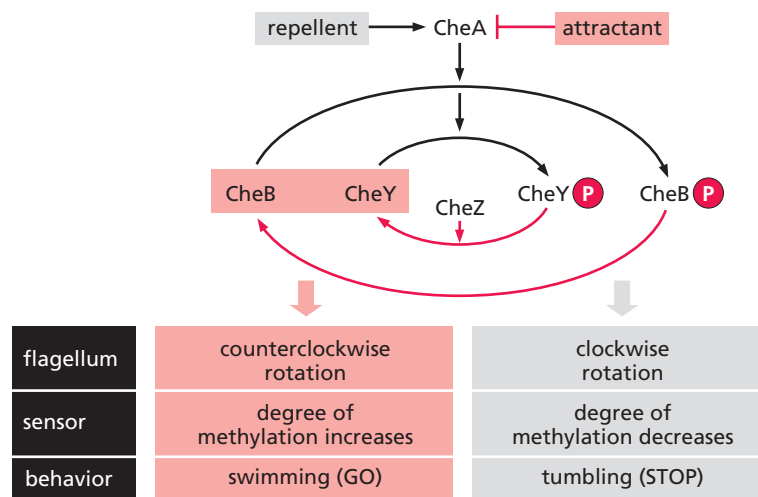 repellent CheA attractant
CheB CheY CheZ CheY P CheB P
flagellum
counterclockwise
rotation
clockwise
rotation
sensor
degree of
methylation increases
degree of
methylation decreases
behavior
swimming (GO)
tumbling (STOP)